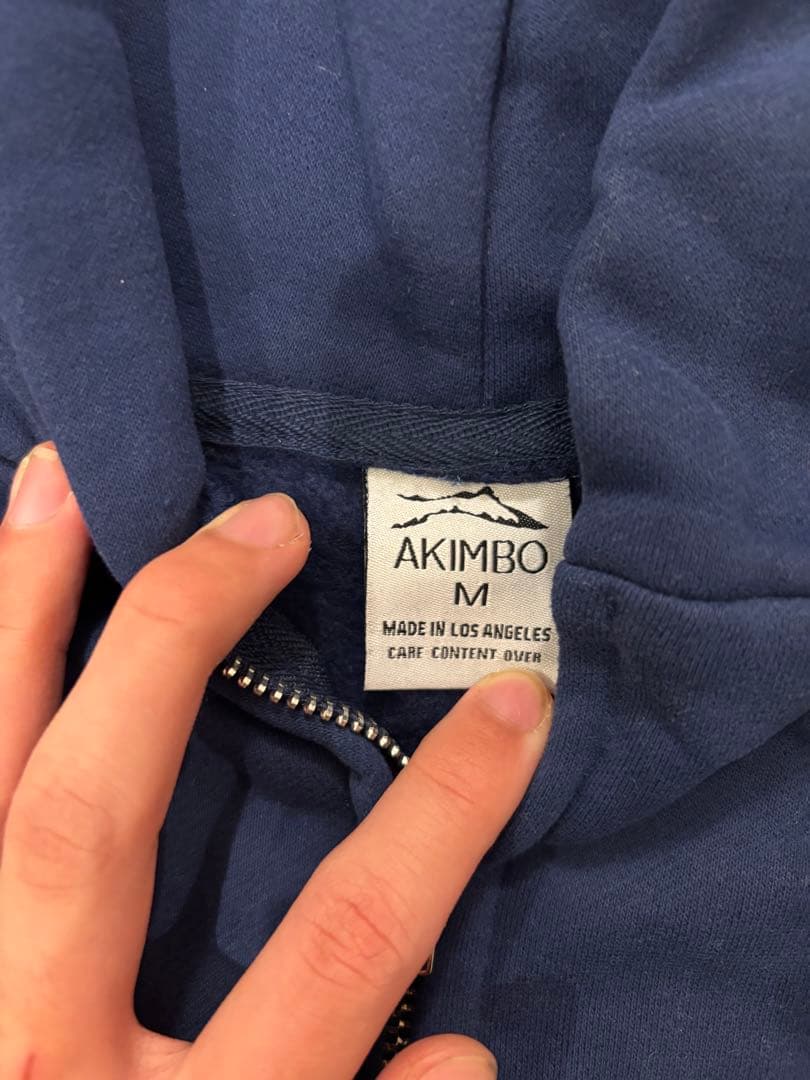 AKIMBO
M
MADE IN LOS ANGELES
CARE CONTENT OVER